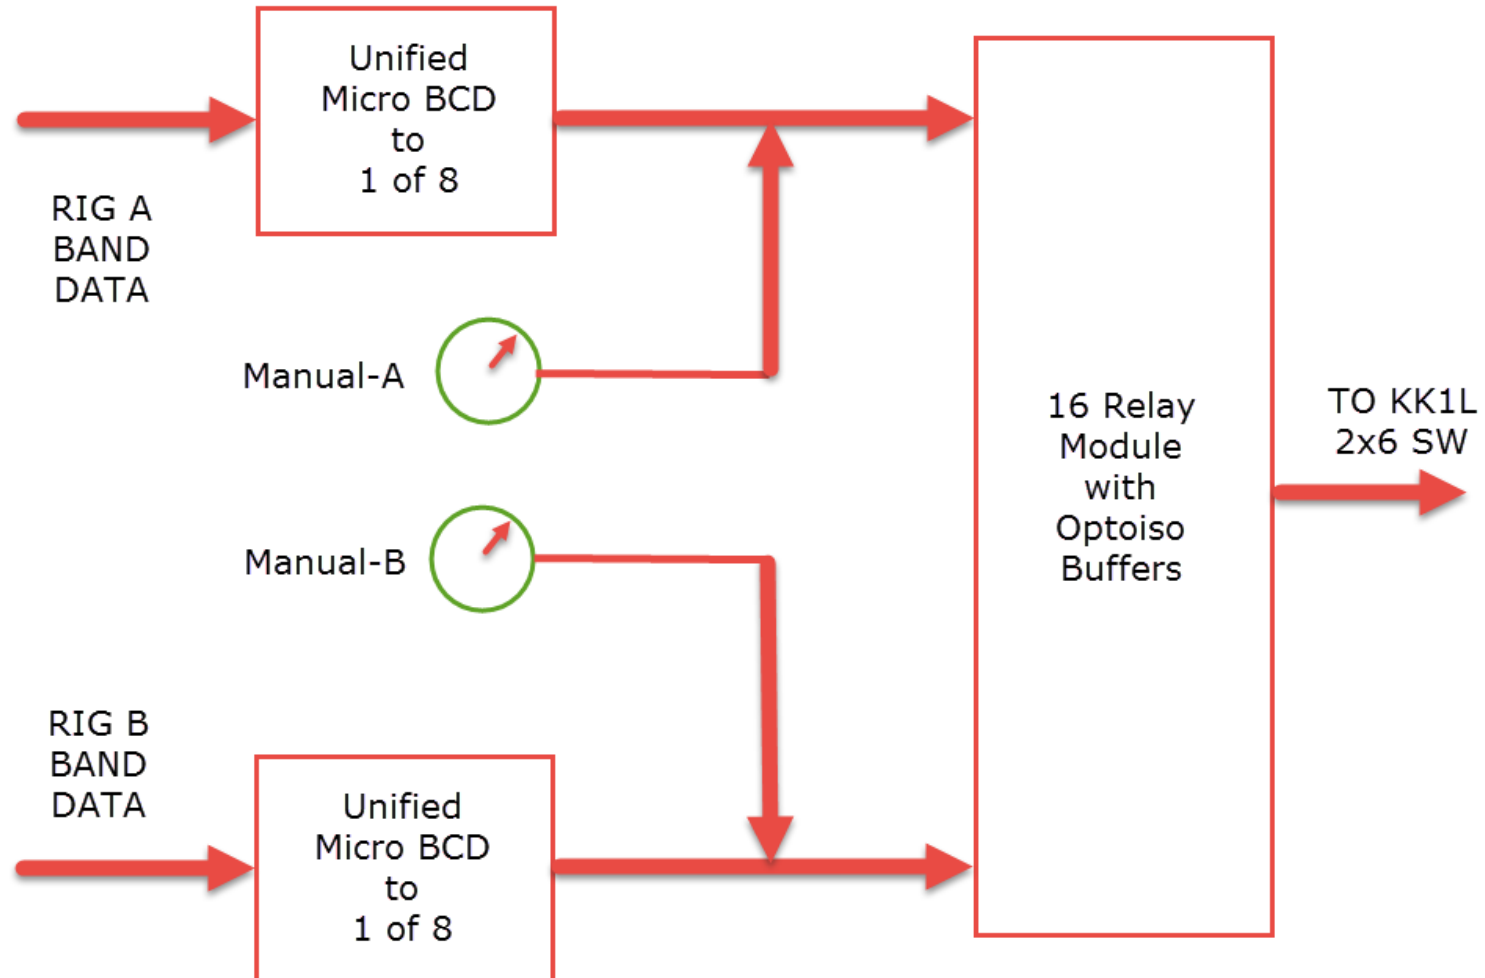 Unified
Micro BCD
to
1 of 8
RIG A
BAND
DATA
Manual-A
16 Relay
Module
with
Optoiso
Buffers
TO KK1L
2x6 SW
Manual-B
RIG B
BAND
DATA
Unified
Micro BCD
to
1 of 8